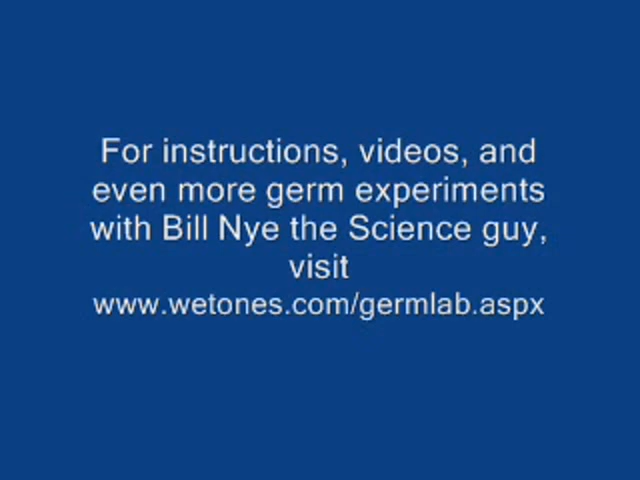 For instructions, videos, and
even more germ experiments
with Bill Nye the Science guy,
visit
www.wetones.com/germlab.aspx